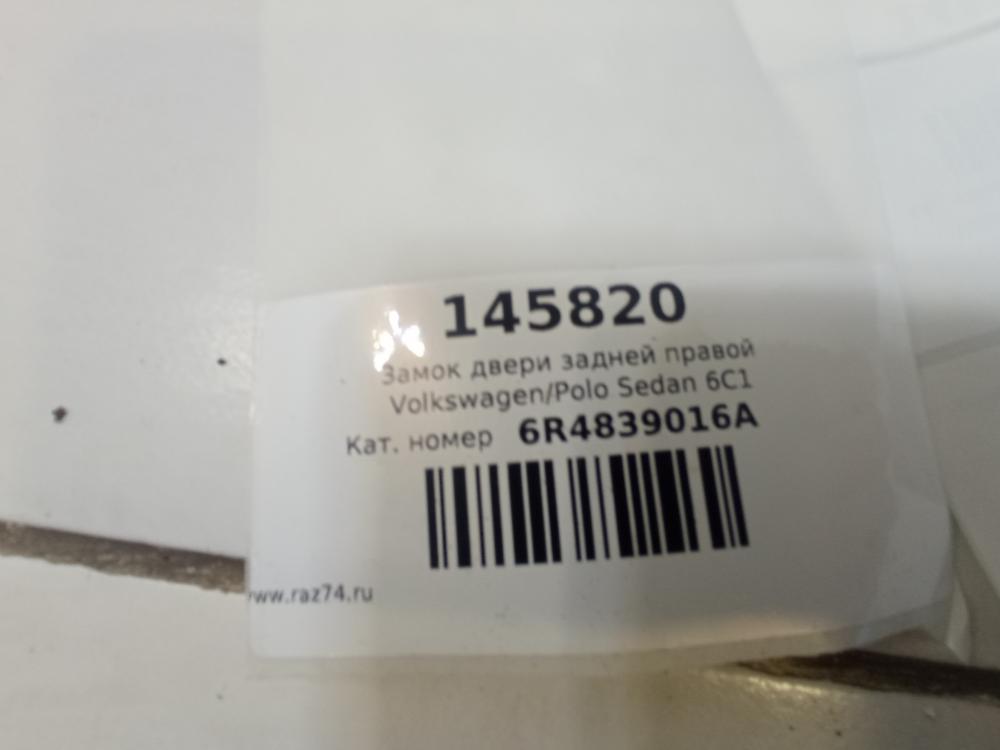 145820
Замок двери задней правой
Volkswagen/Polo Sedan 6C1
Кат. номер 6R4839016A
www.raz74.ru